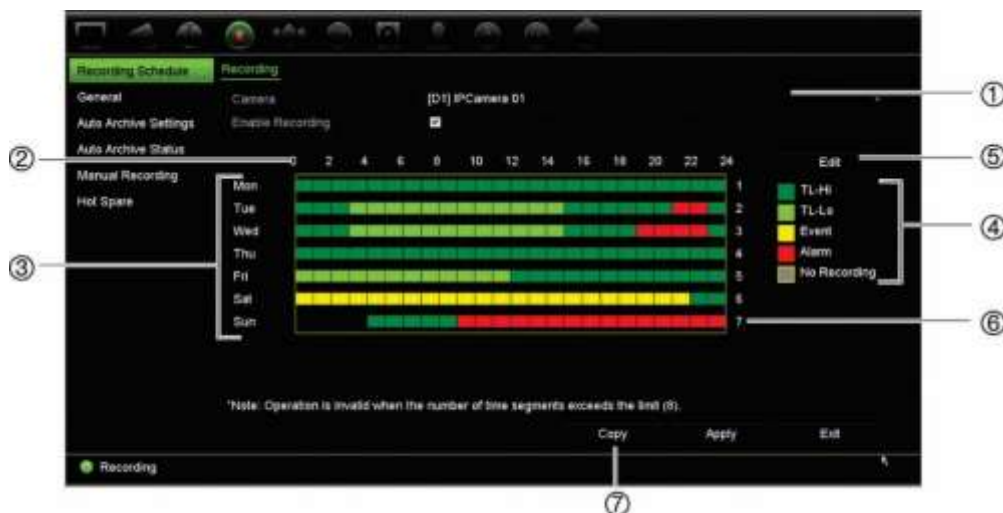 Recording Schedule Recording
General Camera [D1] IPCamera 01 ①
Auto Archive Settings Enable Recording
Auto Archive Status
② 0 2 4 6 8 10 12 14 16 18 20 22 24 Edit ⑤
Manual Recording
Hot Spare
③
Mon 1
Tue 2
Wed 3
Thu 4
Fri 5
Sat 6
Sun 7 ⑥
TL-Hi
TL-Lo
Event
Alarm
No Recording
④
*Note: Operation is invalid when the number of time segments exceeds the limit (8).
Copy Apply Exit
Recording
⑦